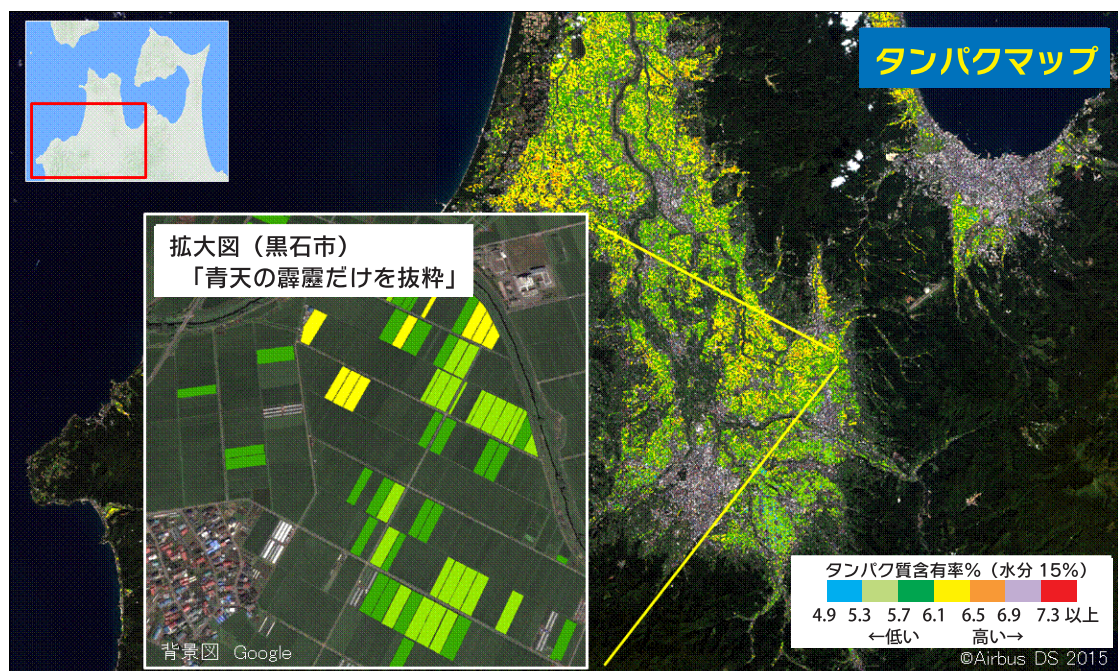 タンパクマップ
拡大図（黒石市）
「青天の霹靂だけを抜粋」
背景図 Google
タンパク質含有率%（水分 15%）
4.9 5.3 5.7 6.1 6.5 6.9 7.3 以上
←低い 高い→
©Airbus DS 2015